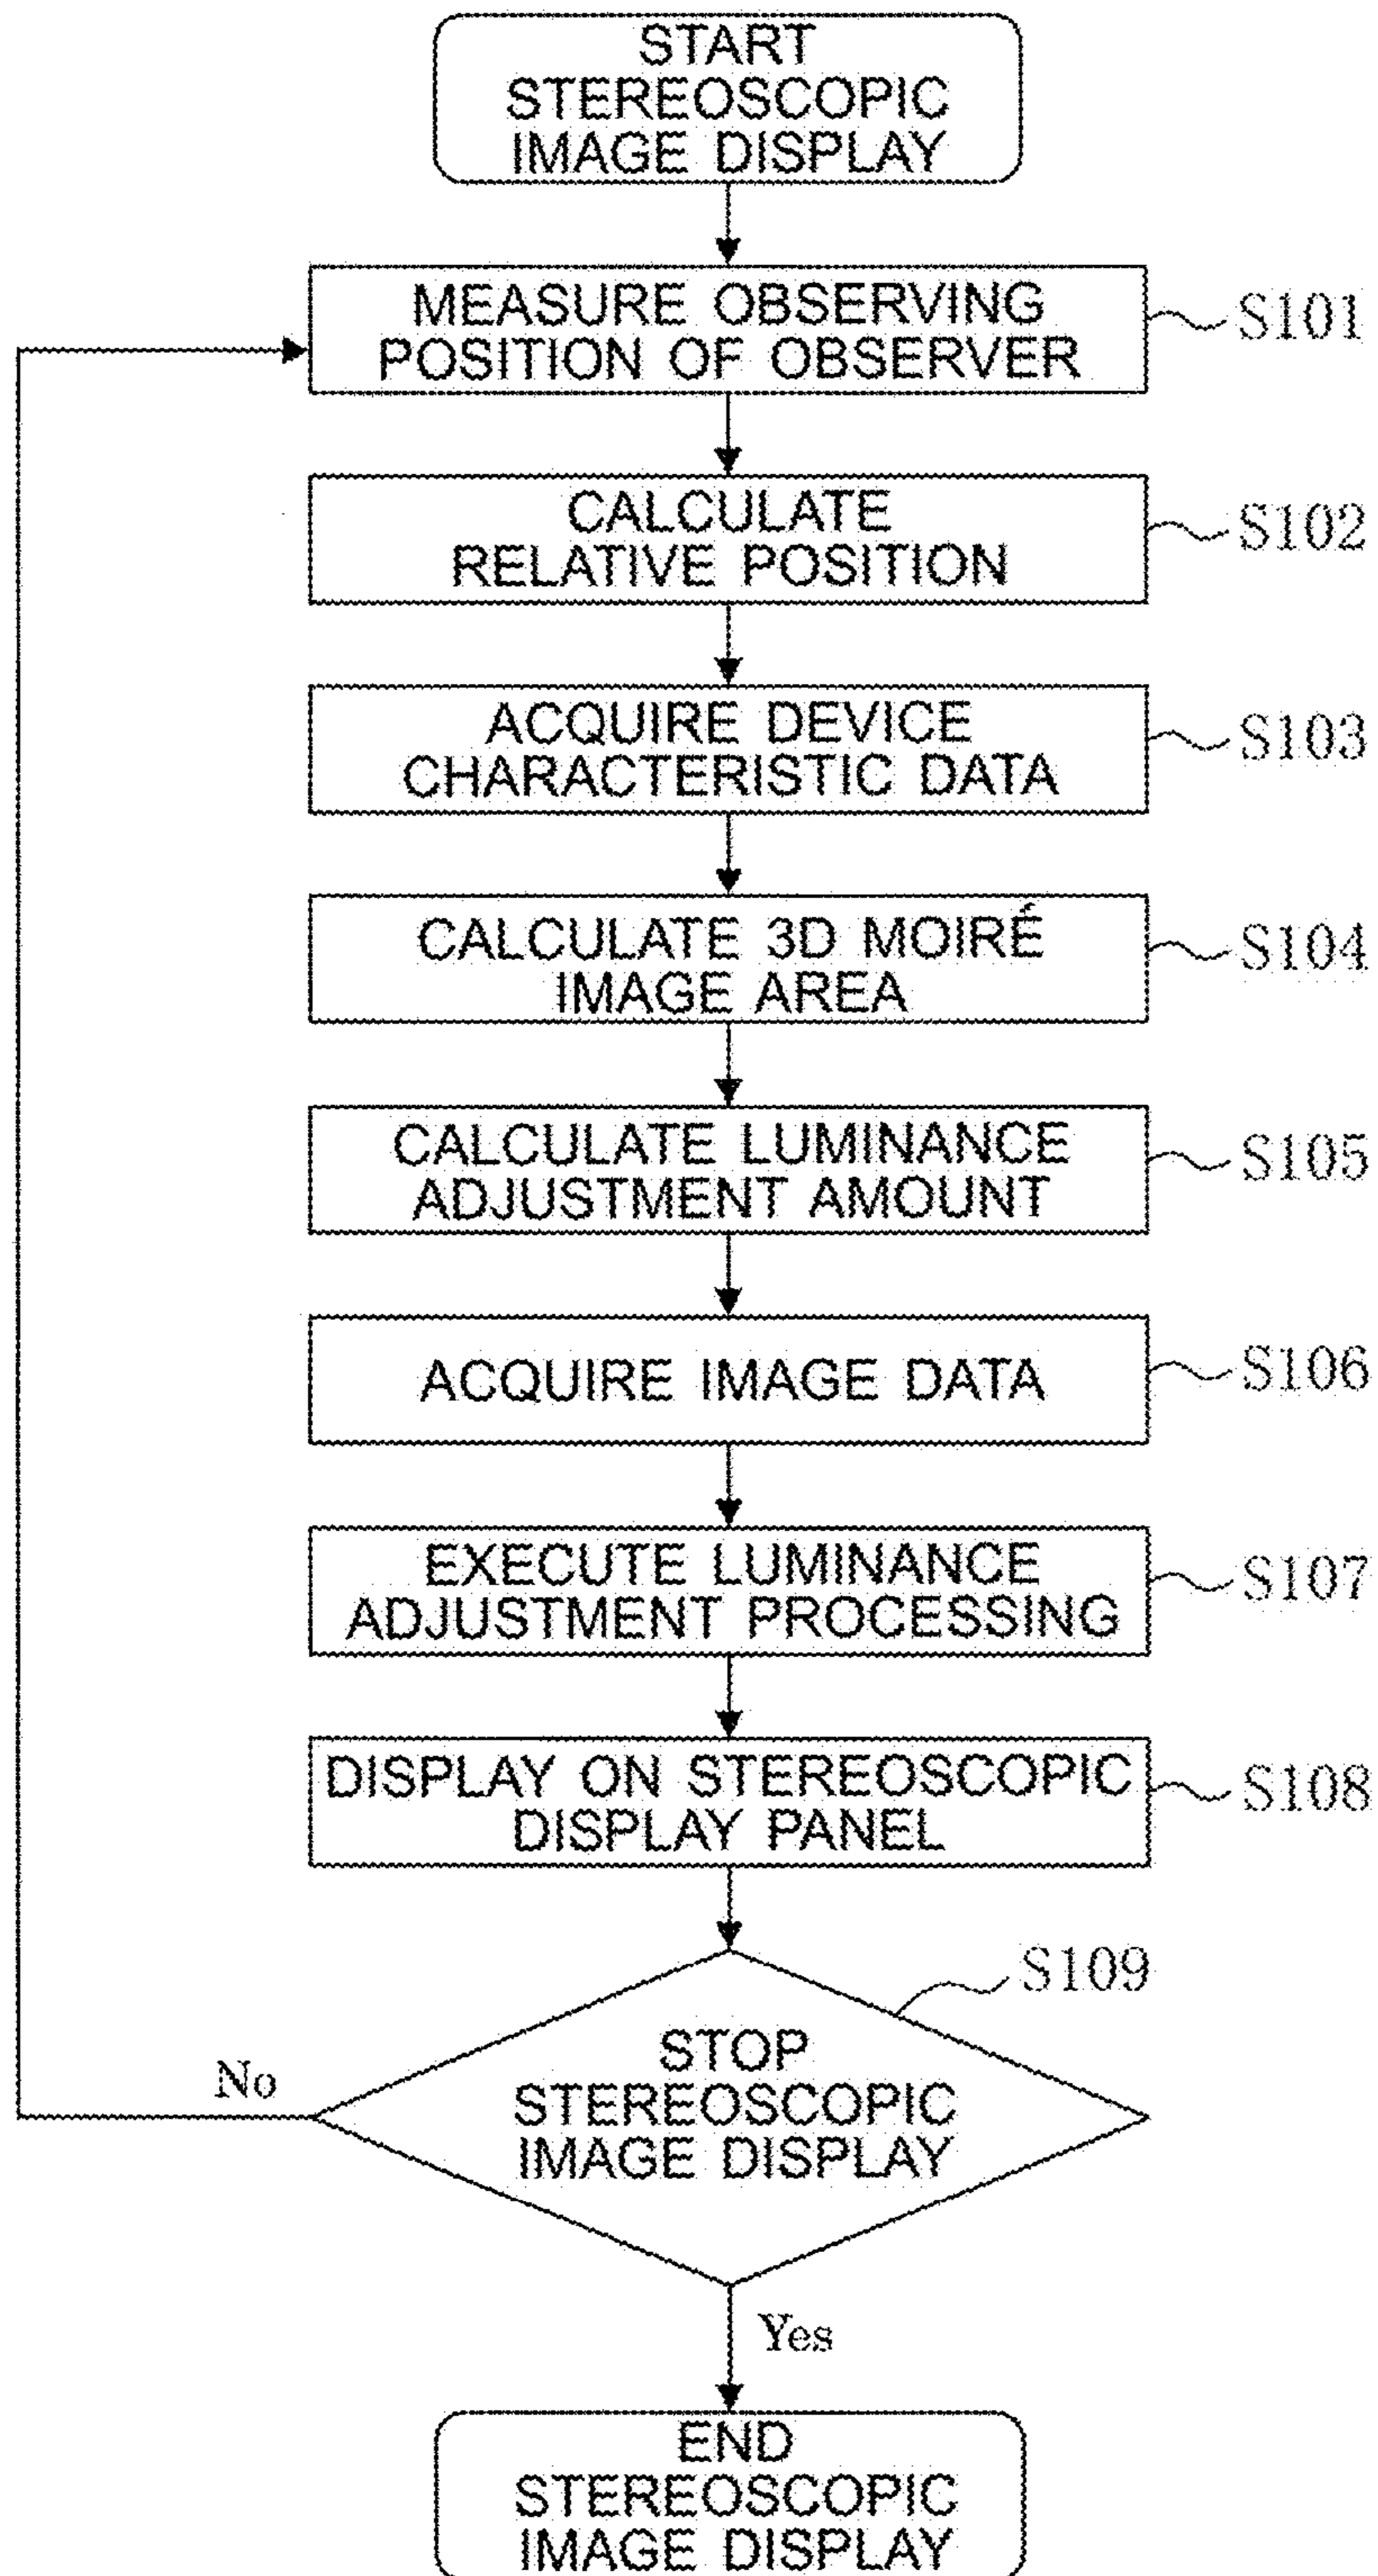 START
STEREOSCOPIC
IMAGE DISPLAY
MEASURE OBSERVING
POSITION OF OBSERVER
S101
CALCULATE
RELATIVE POSITION
S102
ACQUIRE DEVICE
CHARACTERISTIC DATA
S103
CALCULATE 3D MOIRÉ
IMAGE AREA
S104
CALCULATE LUMINANCE
ADJUSTMENT AMOUNT
S105
ACQUIRE IMAGE DATA
S106
EXECUTE LUMINANCE
ADJUSTMENT PROCESSING
S107
DISPLAY ON STEREOSCOPIC
DISPLAY PANEL
S108
S109
STOP
STEREOSCOPIC
IMAGE DISPLAY
No
Yes
END
STEREOSCOPIC
IMAGE DISPLAY